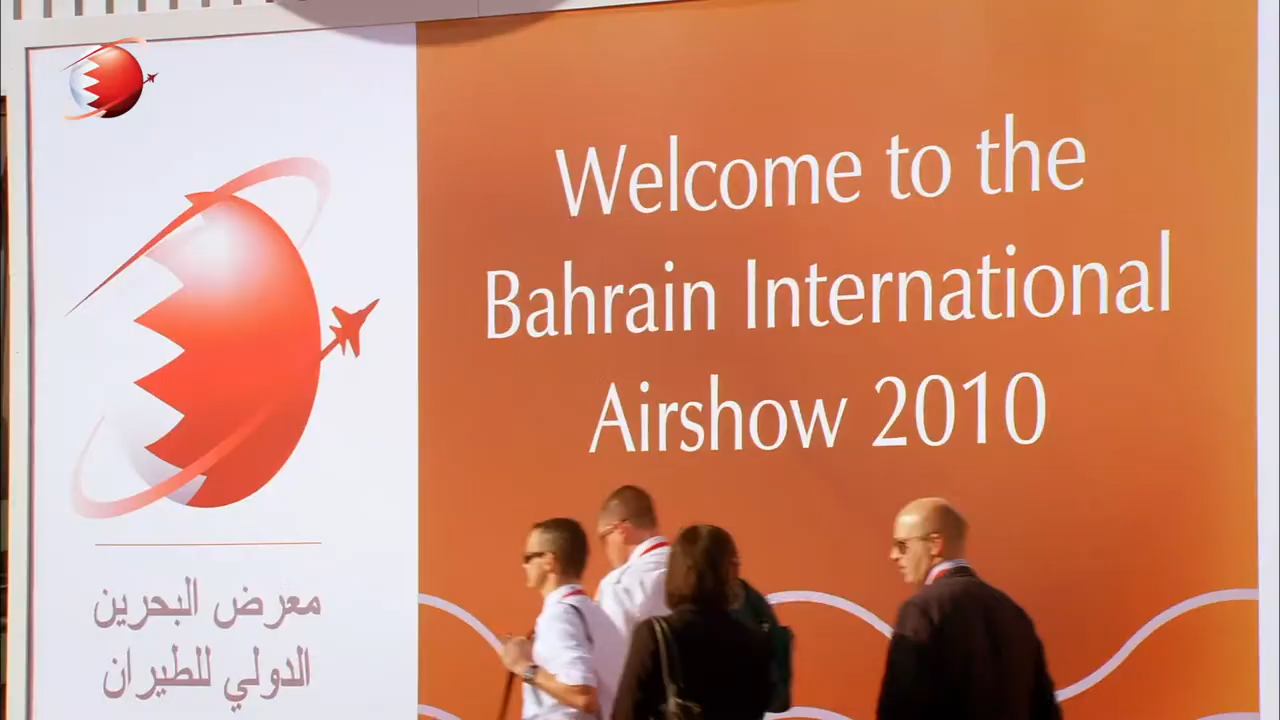 Welcome to the
Bahrain International
Airshow 2010
معرض البحرين
الدولي للطيران